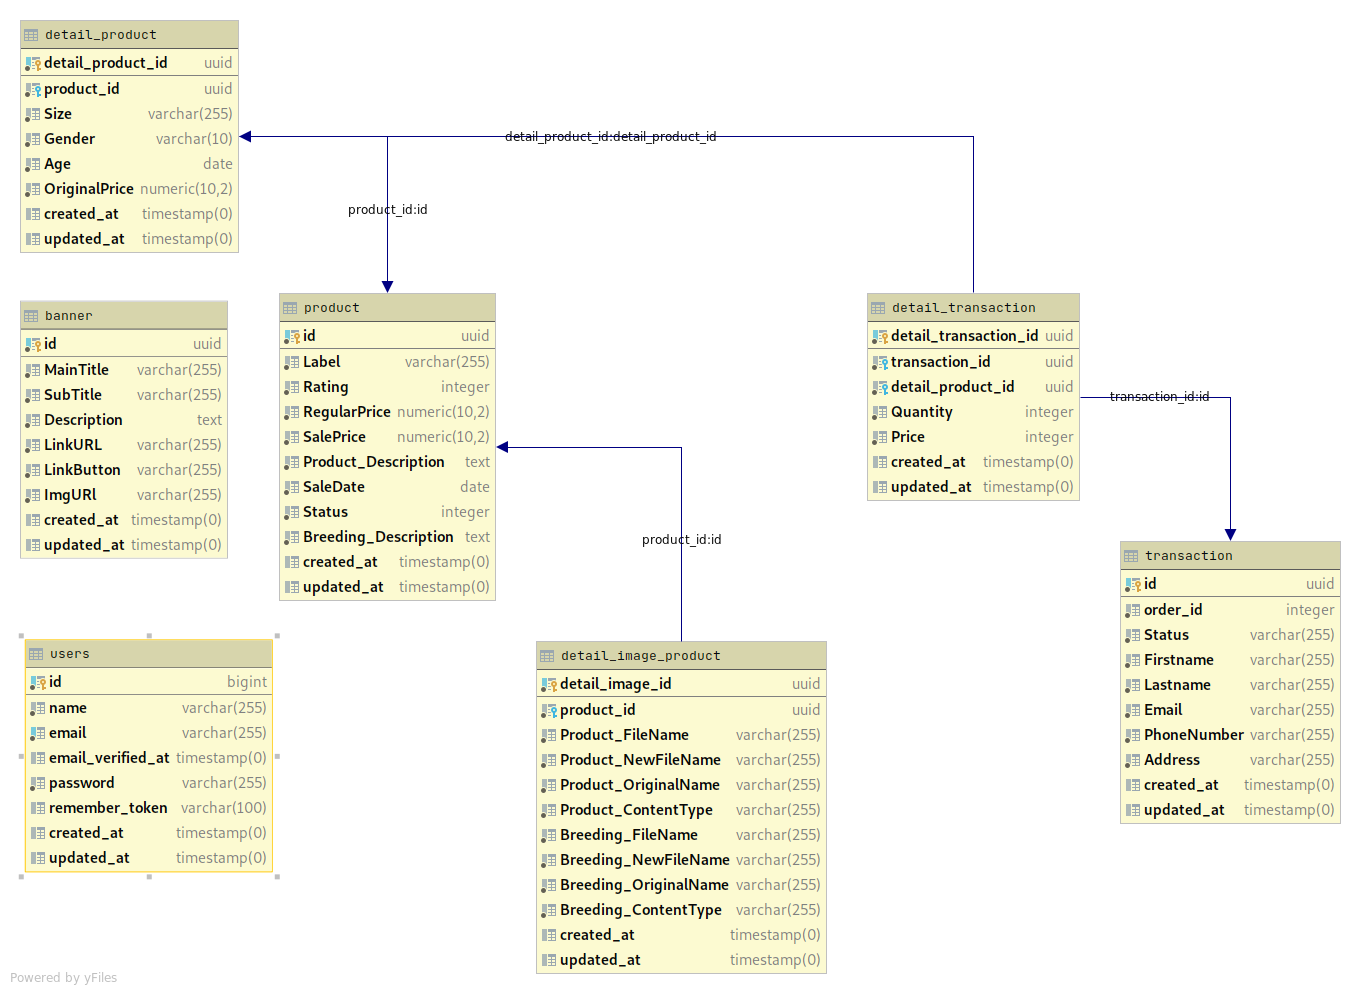 detail_product
detail_product_id uuid
product_id uuid
Size varchar(255)
Gender varchar(10)
Age date
OriginalPrice numeric(10,2)
created_at timestamp(0)
updated_at timestamp(0)
detail_product_id:detail_product_id
product_id:id
banner
id uuid
MainTitle varchar(255)
SubTitle varchar(255)
Description text
LinkURL varchar(255)
LinkButton varchar(255)
ImgURl varchar(255)
created_at timestamp(0)
updated_at timestamp(0)
product
id uuid
Label varchar(255)
Rating integer
RegularPrice numeric(10,2)
SalePrice numeric(10,2)
Product_Description text
SaleDate date
Status integer
Breeding_Description text
created_at timestamp(0)
updated_at timestamp(0)
detail_transaction
detail_transaction_id uuid
transaction_id uuid
detail_product_id uuid
Quantity integer
Price integer
created_at timestamp(0)
updated_at timestamp(0)
transaction_id:id
product_id:id
transaction
id uuid
order_id integer
Status varchar(255)
Firstname varchar(255)
Lastname varchar(255)
Email varchar(255)
PhoneNumber varchar(255)
Address varchar(255)
created_at timestamp(0)
updated_at timestamp(0)
users
id bigint
name varchar(255)
email varchar(255)
email_verified_at timestamp(0)
password varchar(255)
remember_token varchar(100)
created_at timestamp(0)
updated_at timestamp(0)
detail_image_product
detail_image_id uuid
product_id uuid
Product_FileName varchar(255)
Product_NewFileName varchar(255)
Product_OriginalName varchar(255)
Product_ContentType varchar(255)
Breeding_FileName varchar(255)
Breeding_NewFileName varchar(255)
Breeding_OriginalName varchar(255)
Breeding_ContentType varchar(255)
created_at timestamp(0)
updated_at timestamp(0)
Powered by yFiles